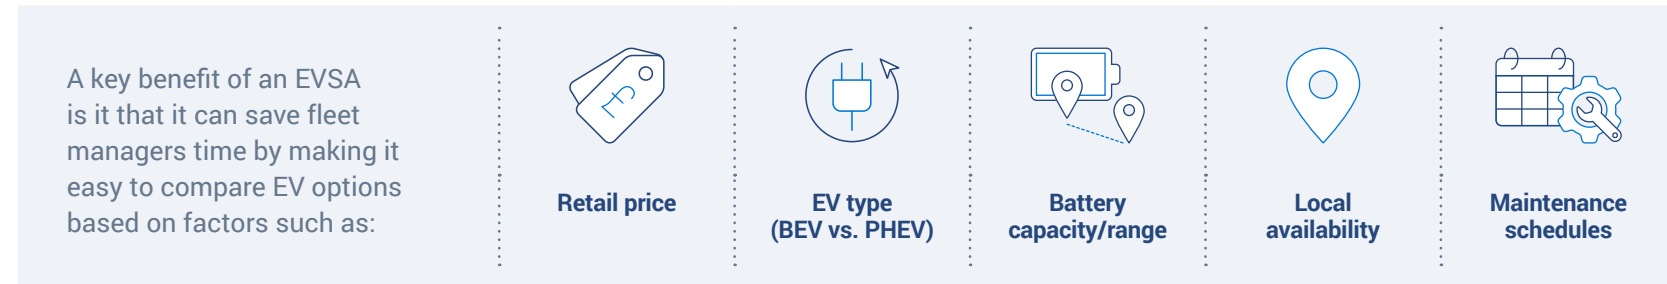 A key benefit of an EVSA
is it that it can save fleet
managers time by making it
easy to compare EV options
based on factors such as:
£
Retail price
EV type
(BEV vs. PHEV)
Battery
capacity/range
Local
availability
Maintenance
schedules